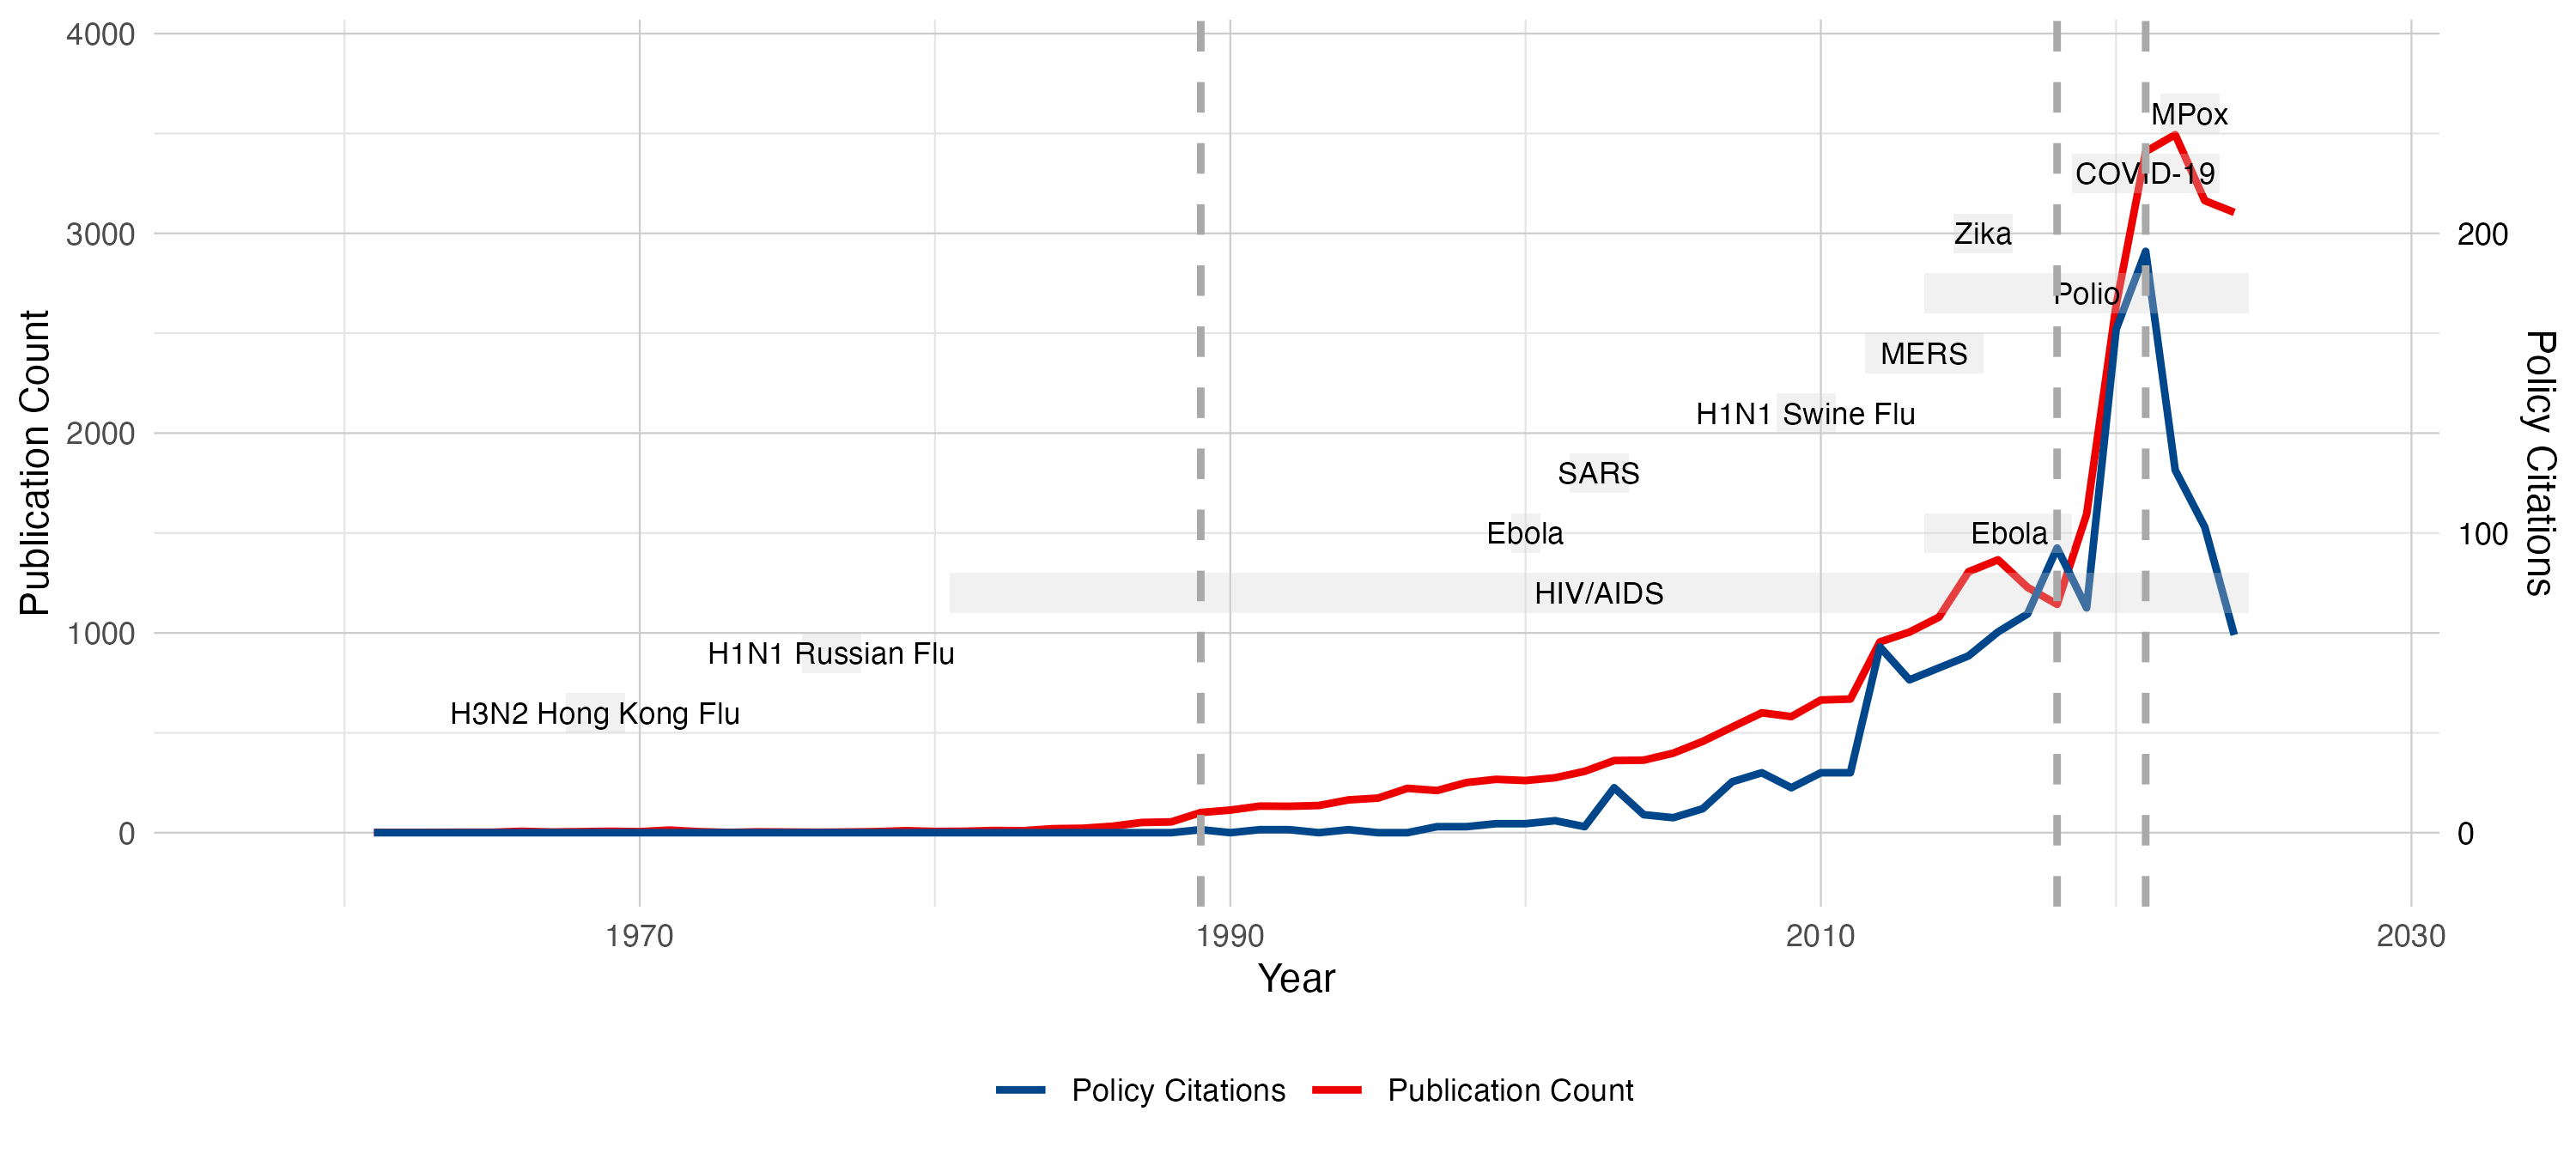 4000
3000
2000
1000
0
Publication Count
MPox
COVID-19
Zika
Polio
MERS
H1N1 Swine Flu
SARS
Ebola
Ebola
HIV/AIDS
H1N1 Russian Flu
H3N2 Hong Kong Flu
200
100
0
Policy Citations
1970
1990
2010
2030
Year
Policy Citations
Publication Count